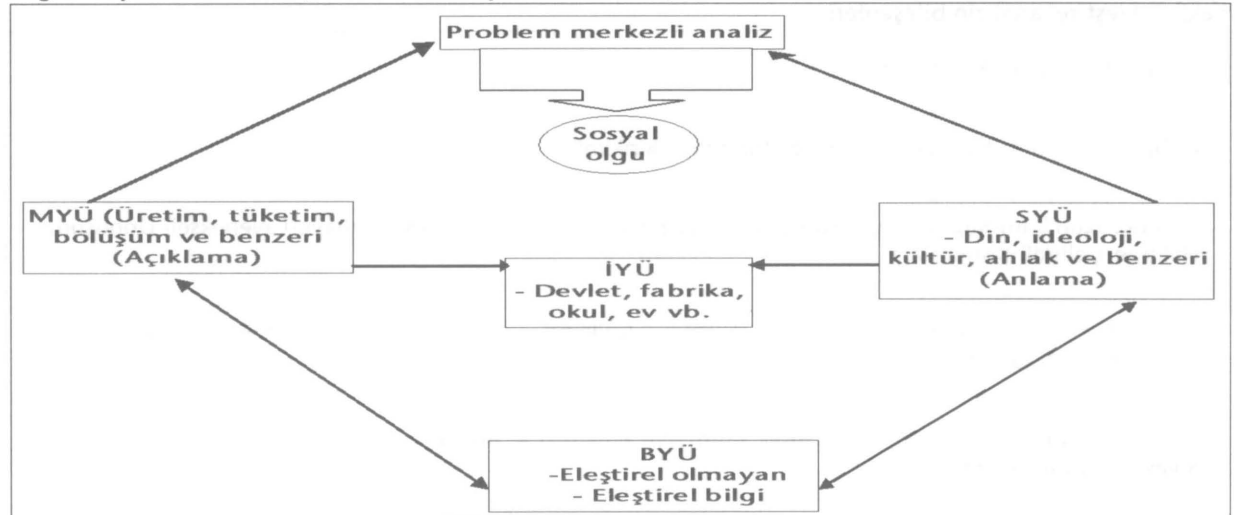 Problem merkezli analiz
Sosyal
olgu
MYÜ (Üretim, tüketim,
bölüşüm ve benzeri
(Açıklama)
SYÜ
- Din, ideoloji,
kültür, ahlak ve benzeri
(Anlama)
İYÜ
- Devlet, fabrika,
okul, ev vb.
BYÜ
-Eleştirel olmayan
- Eleştirel bilgi